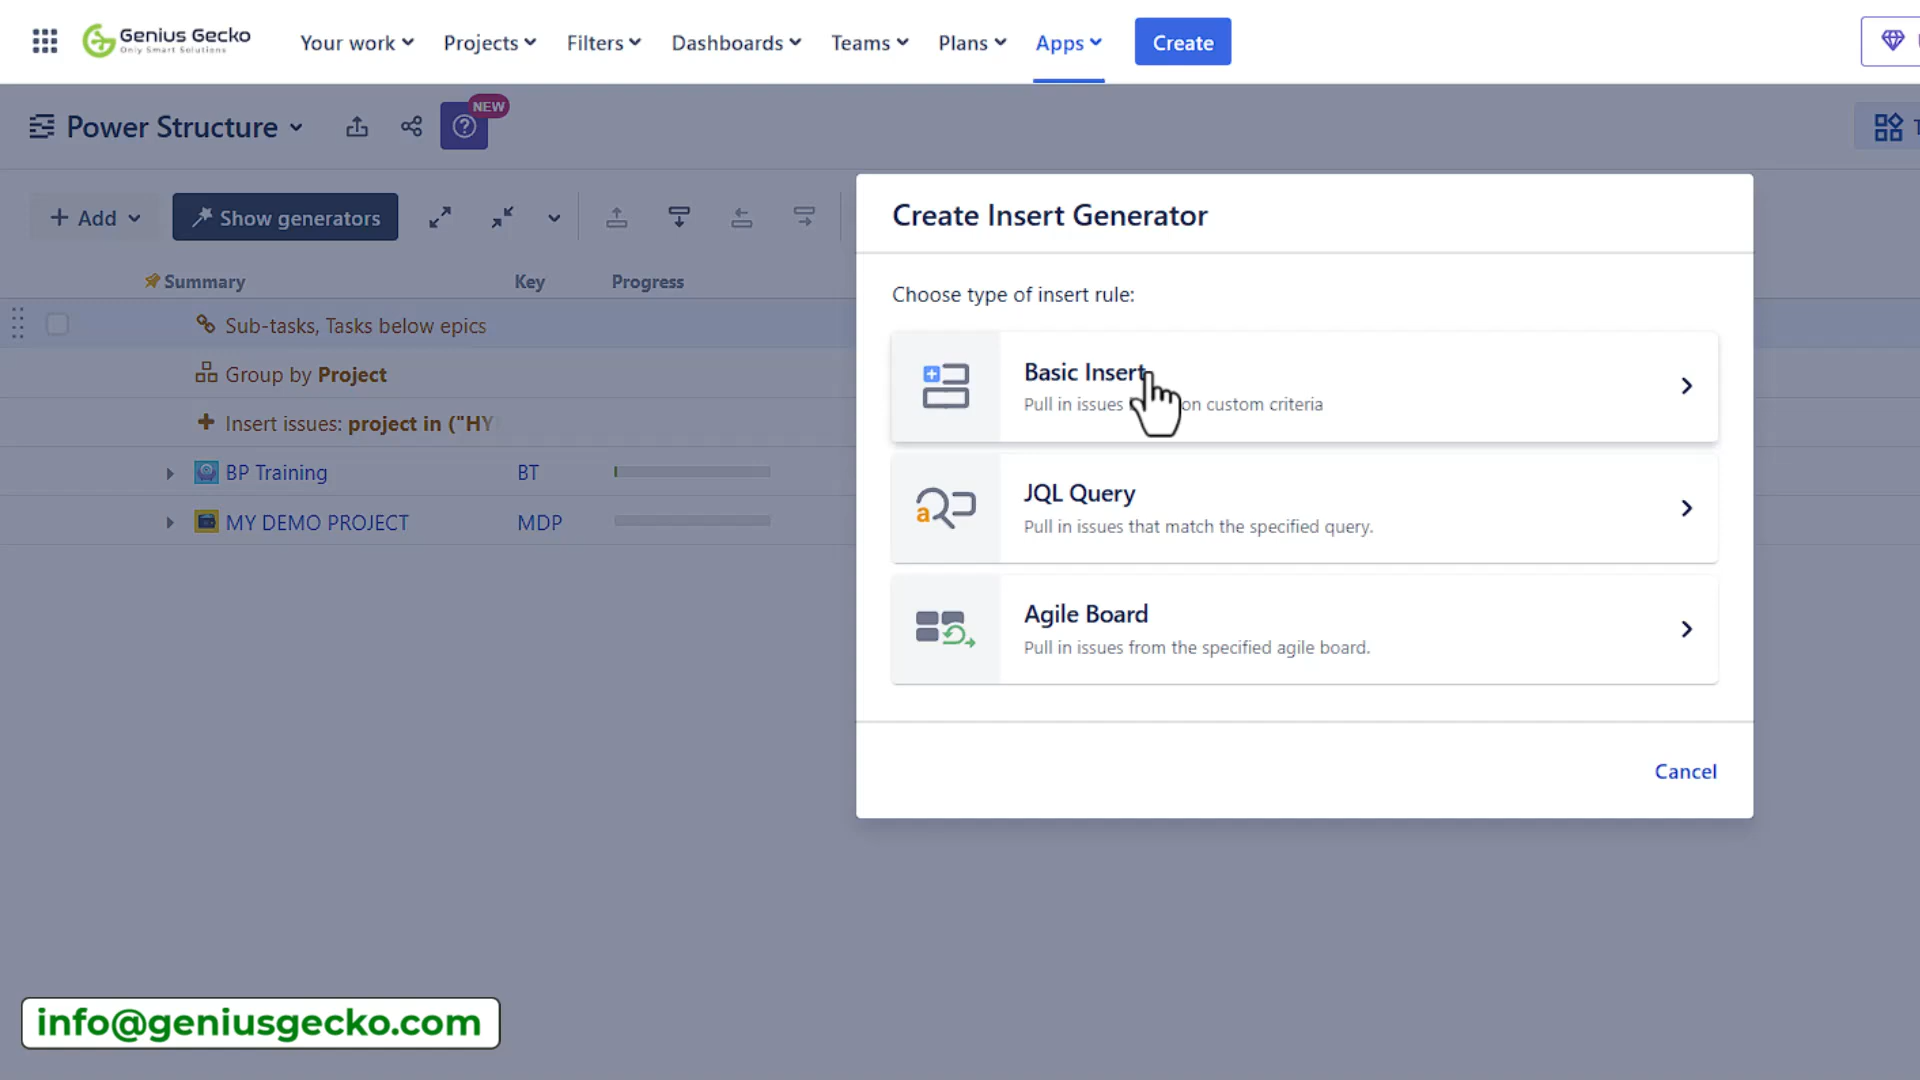 Genius Gecko
Only Smart Solutions
Your work
Projects
Filters
Dashboards
Teams
Plans
Apps
Create
Power Structure
NEW
+ Add
Show generators
Summary
Key
Progress
Sub-tasks, Tasks below epics
Group by Project
Insert issues: project in ("HY
BP Training
BT
MY DEMO PROJECT
MDP
Create Insert Generator
Choose type of insert rule:
Basic Insert
Pull in issues on custom criteria
JQL Query
Pull in issues that match the specified query.
Agile Board
Pull in issues from the specified agile board.
Cancel
info@geniusgecko.com